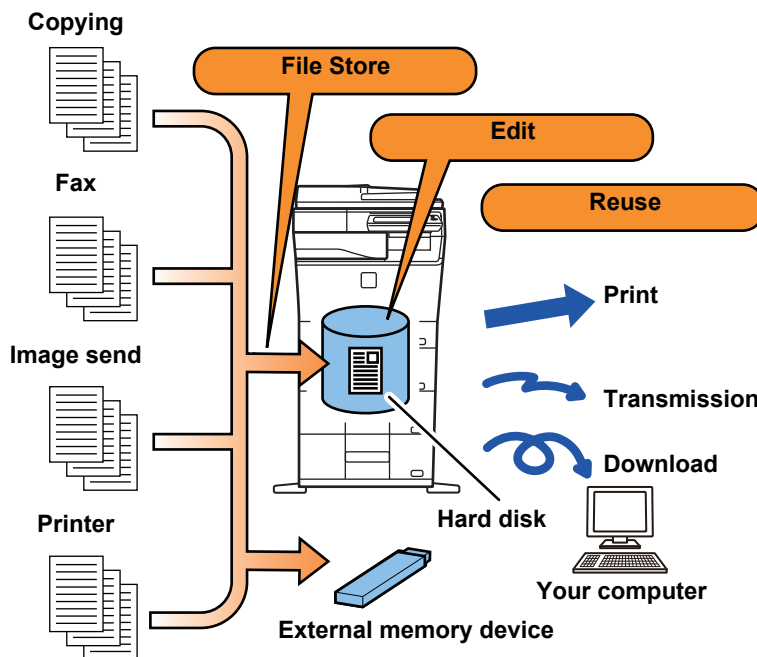 Copying
File Store
Edit
Fax
Reuse
Print
Image send
Transmission
Download
Hard disk
Printer
Your computer
External memory device